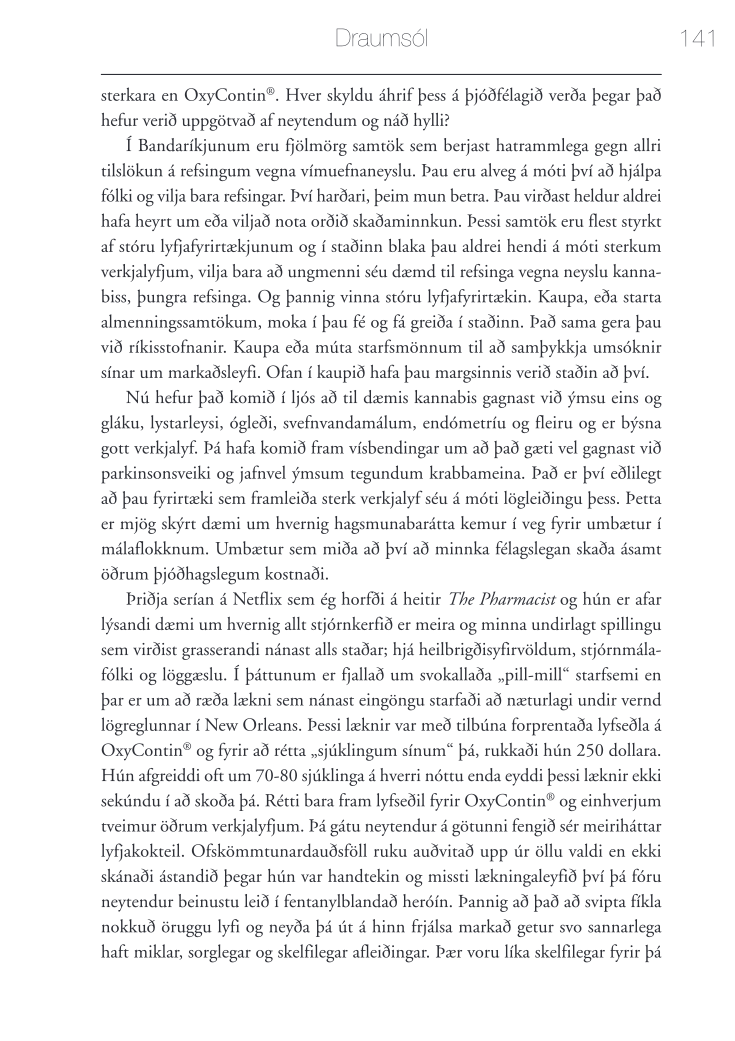 Draumsól 141
sterkara en OxyContin®. Hver skyldu áhrif þess á þjóðfélagið verða þegar það
hefur verið uppgötvað af neytendum og náð hylli?
Í Bandaríkjunum eru fjölmörg samtök sem berjast hatrammlega gegn allri
tilslökun á refsingum vegna vímuefnaneyslu. Þau eru alveg á móti því að hjálpa
fólki og vilja bara refsingar. Því harðari, þeim mun betra. Þau virðast heldur aldrei
hafa heyrt um eða viljað nota orðið skaðaminnkun. Þessi samtök eru flest styrkt
af stóru lyfjafyrirtækjunum og í staðinn blaka þau aldrei hendi á móti sterkum
verkjalyfjum, vilja bara að ungmenni séu dæmd til refsinga vegna neyslu kanna-
biss, þungra refsinga. Og þannig vinna stóru lyfjafyrirtækin. Kaupa, eða starta
almenningssamtökum, moka í þau fé og fá greiða í staðinn. Það sama gera þau
við ríkisstofnanir. Kaupa eða múta starfsmönnum til að samþykkja umsóknir
sínar um markaðsleyfi. Ofan í kaupið hafa þau margsinnis verið staðin að því.
Nú hefur það komið í ljós að til dæmis kannabis gagnast við ýmsu eins og
gláku, lystarleysi, ógleði, svefnvandamálum, endómetríu og fleiru og er býsna
gott verkjalyf. Þá hafa komið fram vísbendingar um að það gæti vel gagnast við
parkinsonsveiki og jafnvel ýmsum tegundum krabbameina. Það er því eðlilegt
að þau fyrirtæki sem framleiða sterk verkjalyf séu á móti lögleiðingu þess. Þetta
er mjög skýrt dæmi um hvernig hagsmunabarátta kemur í veg fyrir umbætur í
málaflokknum. Umbætur sem miða að því að minnka félagslegan skaða ásamt
öðrum þjóðhagslegum kostnaði.
Þriðja serían á Netflix sem ég horfði á heitir The Pharmacist og hún er afar
lýsandi dæmi um hvernig allt stjórnkerfið er meira og minna undirlagt spillingu
sem virðist grasserandi nánast alls staðar; hjá heilbrigðisyfirvöldum, stjórnmála-
fólki og löggæslu. Í þáttunum er fjallað um svokallaða „pill-mill“ starfsemi en
þar er um að ræða lækni sem nánast eingöngu starfaði að næturlagi undir vernd
lögreglunnar í New Orleans. Þessi læknir var með tilbúna forprentaða lyfseðla á
OxyContin® og fyrir að rétta „sjúklingum sínum“ þá, rukkaði hún 250 dollara.
Hún afgreiddi oft um 70-80 sjúklinga á hverri nóttu enda eyddi þessi læknir ekki
sekúndu í að skoða þá. Rétti bara fram lyfseðil fyrir OxyContin® og einhverjum
tveimur öðrum verkjalyfjum. Þá gátu neytendur á götunni fengið sér meiriháttar
lyfjakokteil. Ofskömmtunardauðsföll ruku auðvitað upp úr öllu valdi en ekki
skánaði ástandið þegar hún var handtekin og missti lækningaleyfið því þá fóru
neytendur beinustu leið í fentanylblandað heróín. Þannig að það að svipta fíkla
nokkuð öruggu lyfi og neyða þá út á hinn frjálsa markað getur svo sannarlega
haft miklar, sorglegar og skelfilegar afleiðingar. Þær voru líka skelfilegar fyrir þá